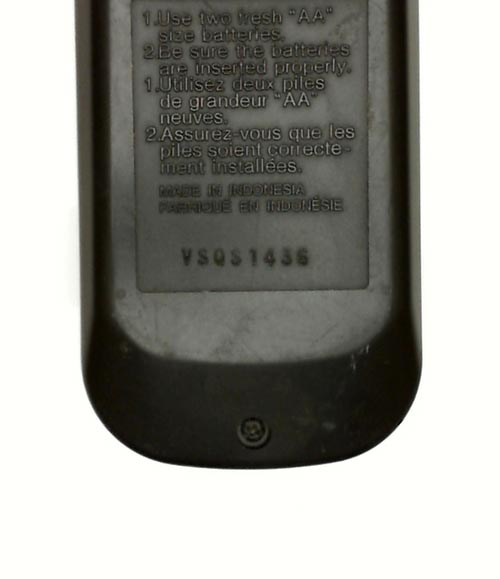 1.Use two fresh "AA"
size batteries.
2.Be sure the batteries
are inserted properly.
1.Utilisez deux piles
de grandeur "AA"
neuves.
2.Assurez-vous que les
piles soient correcte-
ment installées.
MADE IN INDONESIA
FABRIQUÉ EN INDONÉSIE
VSQS1436